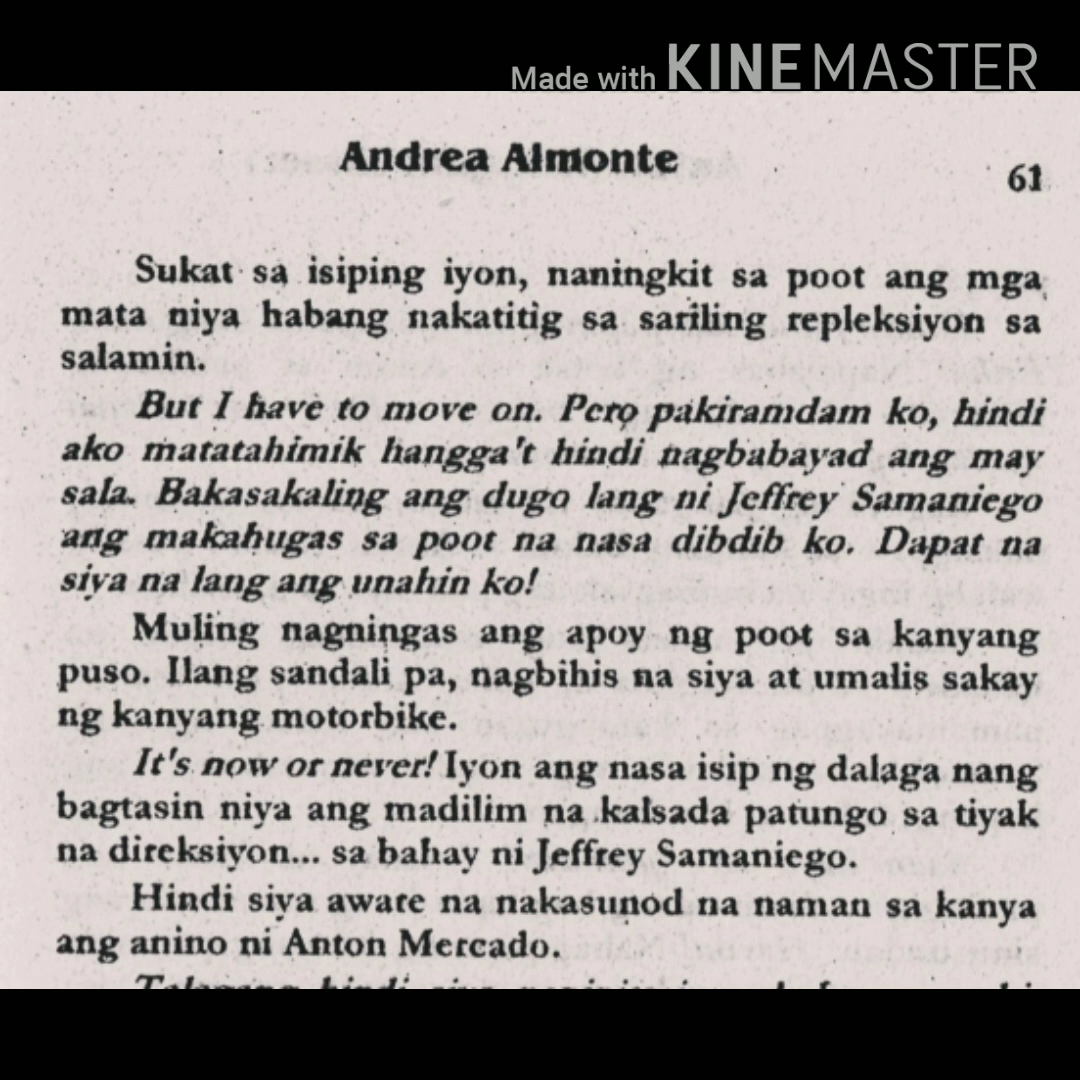 Made with KINEMASTER
Andrea Almonte
61
Sukat sa isiping iyon, naningkit sa poot ang mga
mata niya habang nakatitig sa sariling repleksiyon sa
salamin.
But I have to move on. Pero pakiramdam ko, hindi
ako matatahimik hangga't hindi nagbabayad ang may
sala. Bakasakaling ang dugo lang ni Jeffrey Samaniego
ang makahugas sa poot na nasa dibdib ko. Dapat na
siya na lang ang unahin ko!
Muling nagningas ang apoy ng poot sa kanyang
puso. Ilang sandali pa, nagbihis na siya at umalis sakay
ng kanyang motorbike.
It's now or never! Iyon ang nasa isip ng dalaga nang
bagtasin niya ang madilim na kalsada patungo sa tiyak
na direksiyon... sa bahay ni Jeffrey Samaniego.
Hindi siya aware na nakasunod na naman sa kanya
ang anino ni Anton Mercado.
Talagang hindi siya